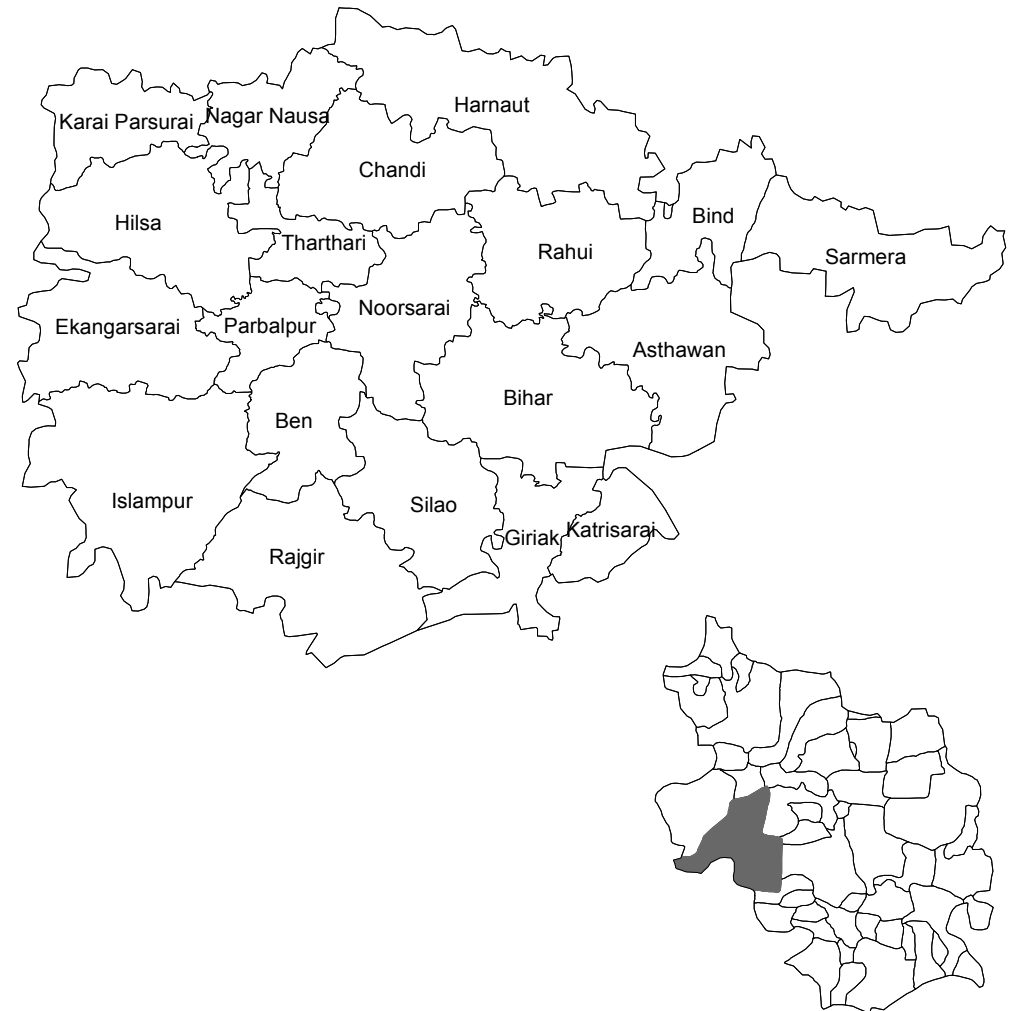 Harnaut
Karai Parsurai
Nagar Nausa
Chandi
Hilsa
Bind
Tharthari
Rahui
Sarmera
Noorsarai
Ekangarsarai
Parbalpur
Asthawan
Bihar
Ben
Islampur
Silao
Giriak
Katrisarai
Rajgir